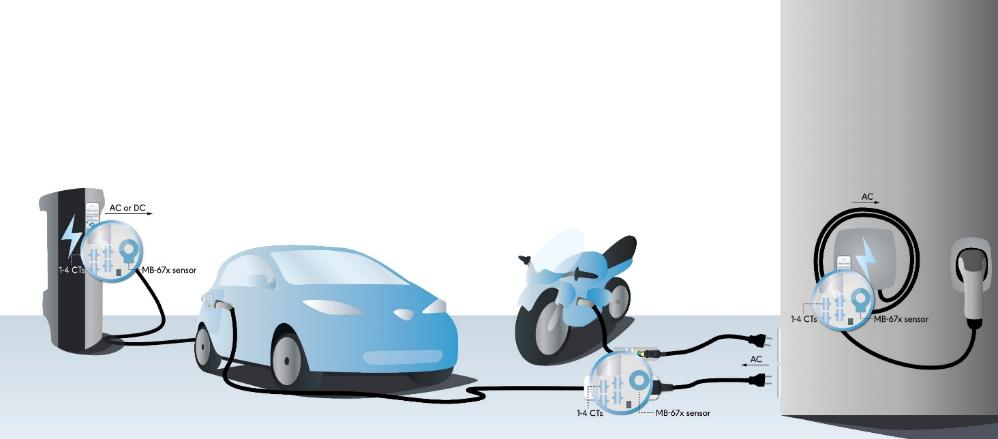 AC or DC
1-4 CTs
MB-67x sensor
AC
1-4 CTs
MB-67x sensor
AC
1-4 CTs
MB-67x sensor